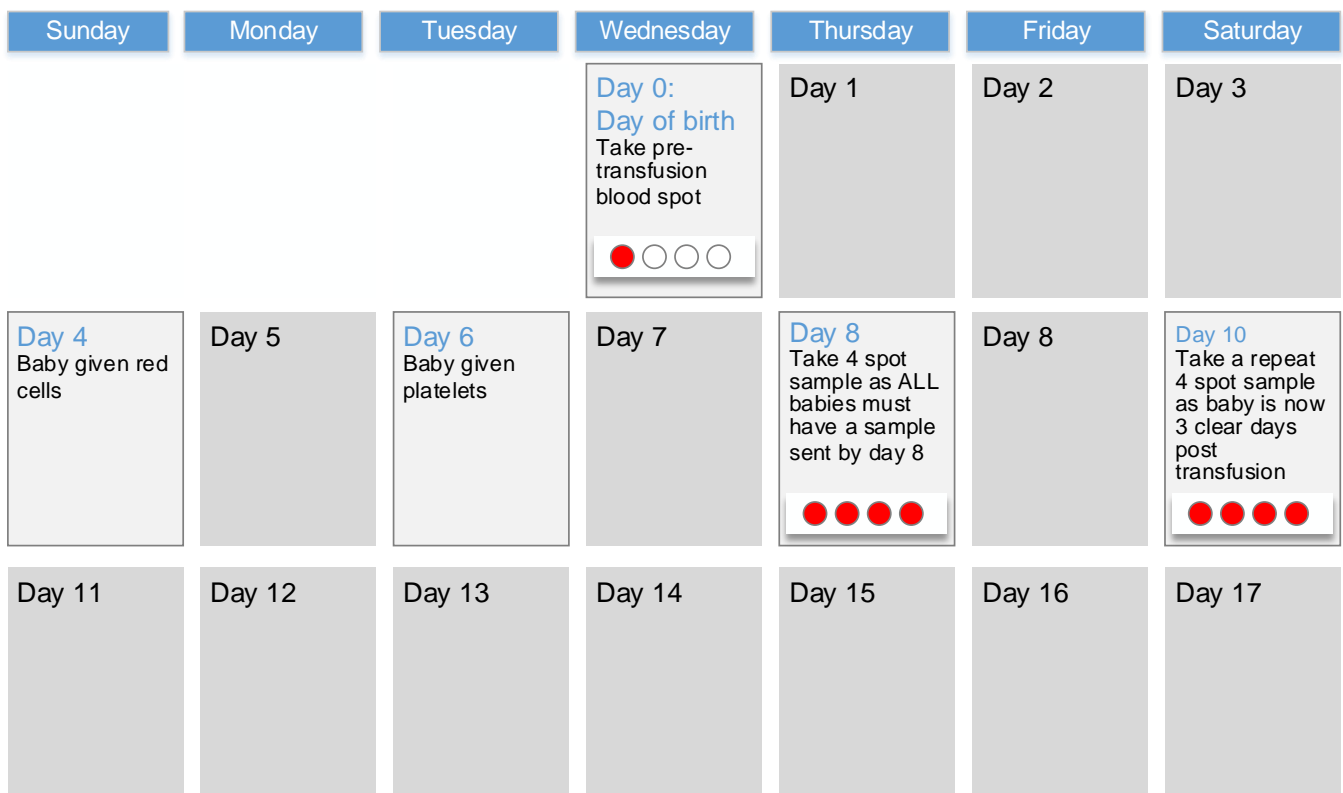 Sunday
Monday
Tuesday
Wednesday
Thursday
Friday
Saturday
Day 0:
Day of birth
Take pre-
transfusion
blood spot
Day 1
Day 2
Day 3
Day 4
Baby given red
cells
Day 5
Day 6
Baby given
platelets
Day 7
Day 8
Take 4 spot
sample as ALL
babies must
have a sample
sent by day 8
Day 8
Day 10
Take a repeat
4 spot sample
as baby is now
3 clear days
post
transfusion
Day 11
Day 12
Day 13
Day 14
Day 15
Day 16
Day 17